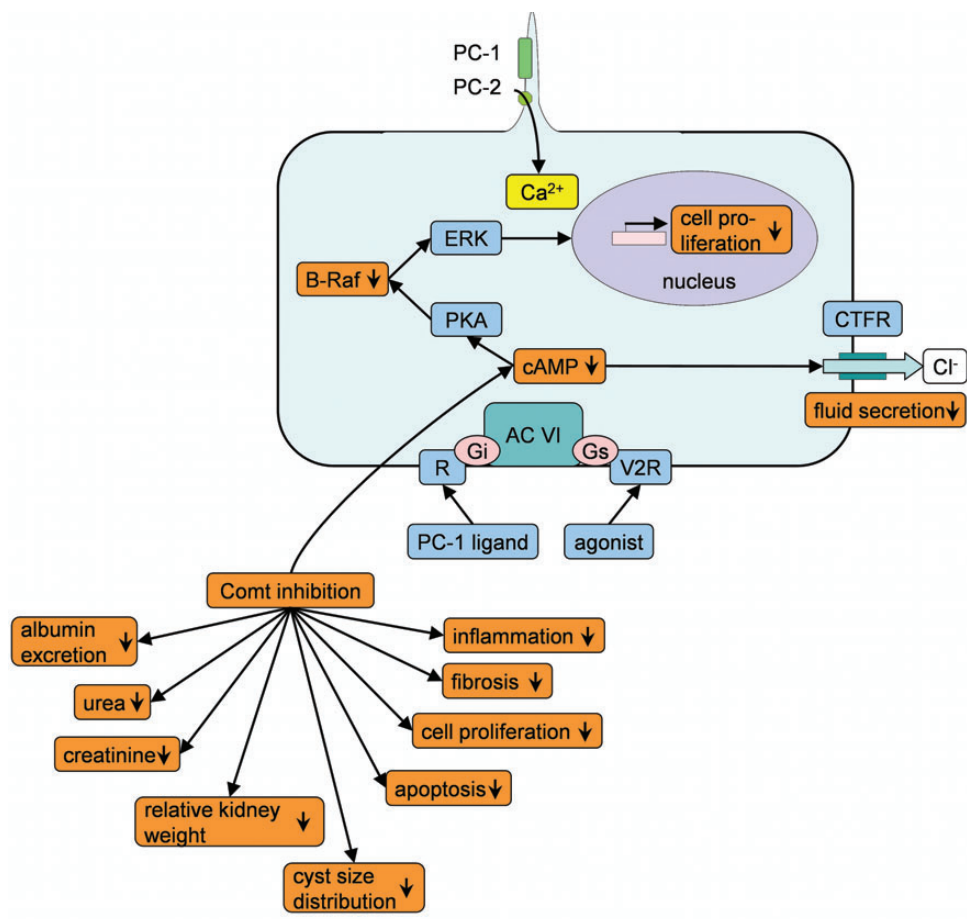 PC-1
PC-2
Ca²⁺
cell pro-
liferation
ERK
B-Raf
nucleus
PKA
CTFR
cAMP
Cl⁻
fluid secretion
AC VI
Gi
Gs
R
V2R
PC-1 ligand
agonist
Comt inhibition
albumin
excretion
inflammation
fibrosis
urea
cell proliferation
creatinine
apoptosis
relative kidney
weight
cyst size
distribution